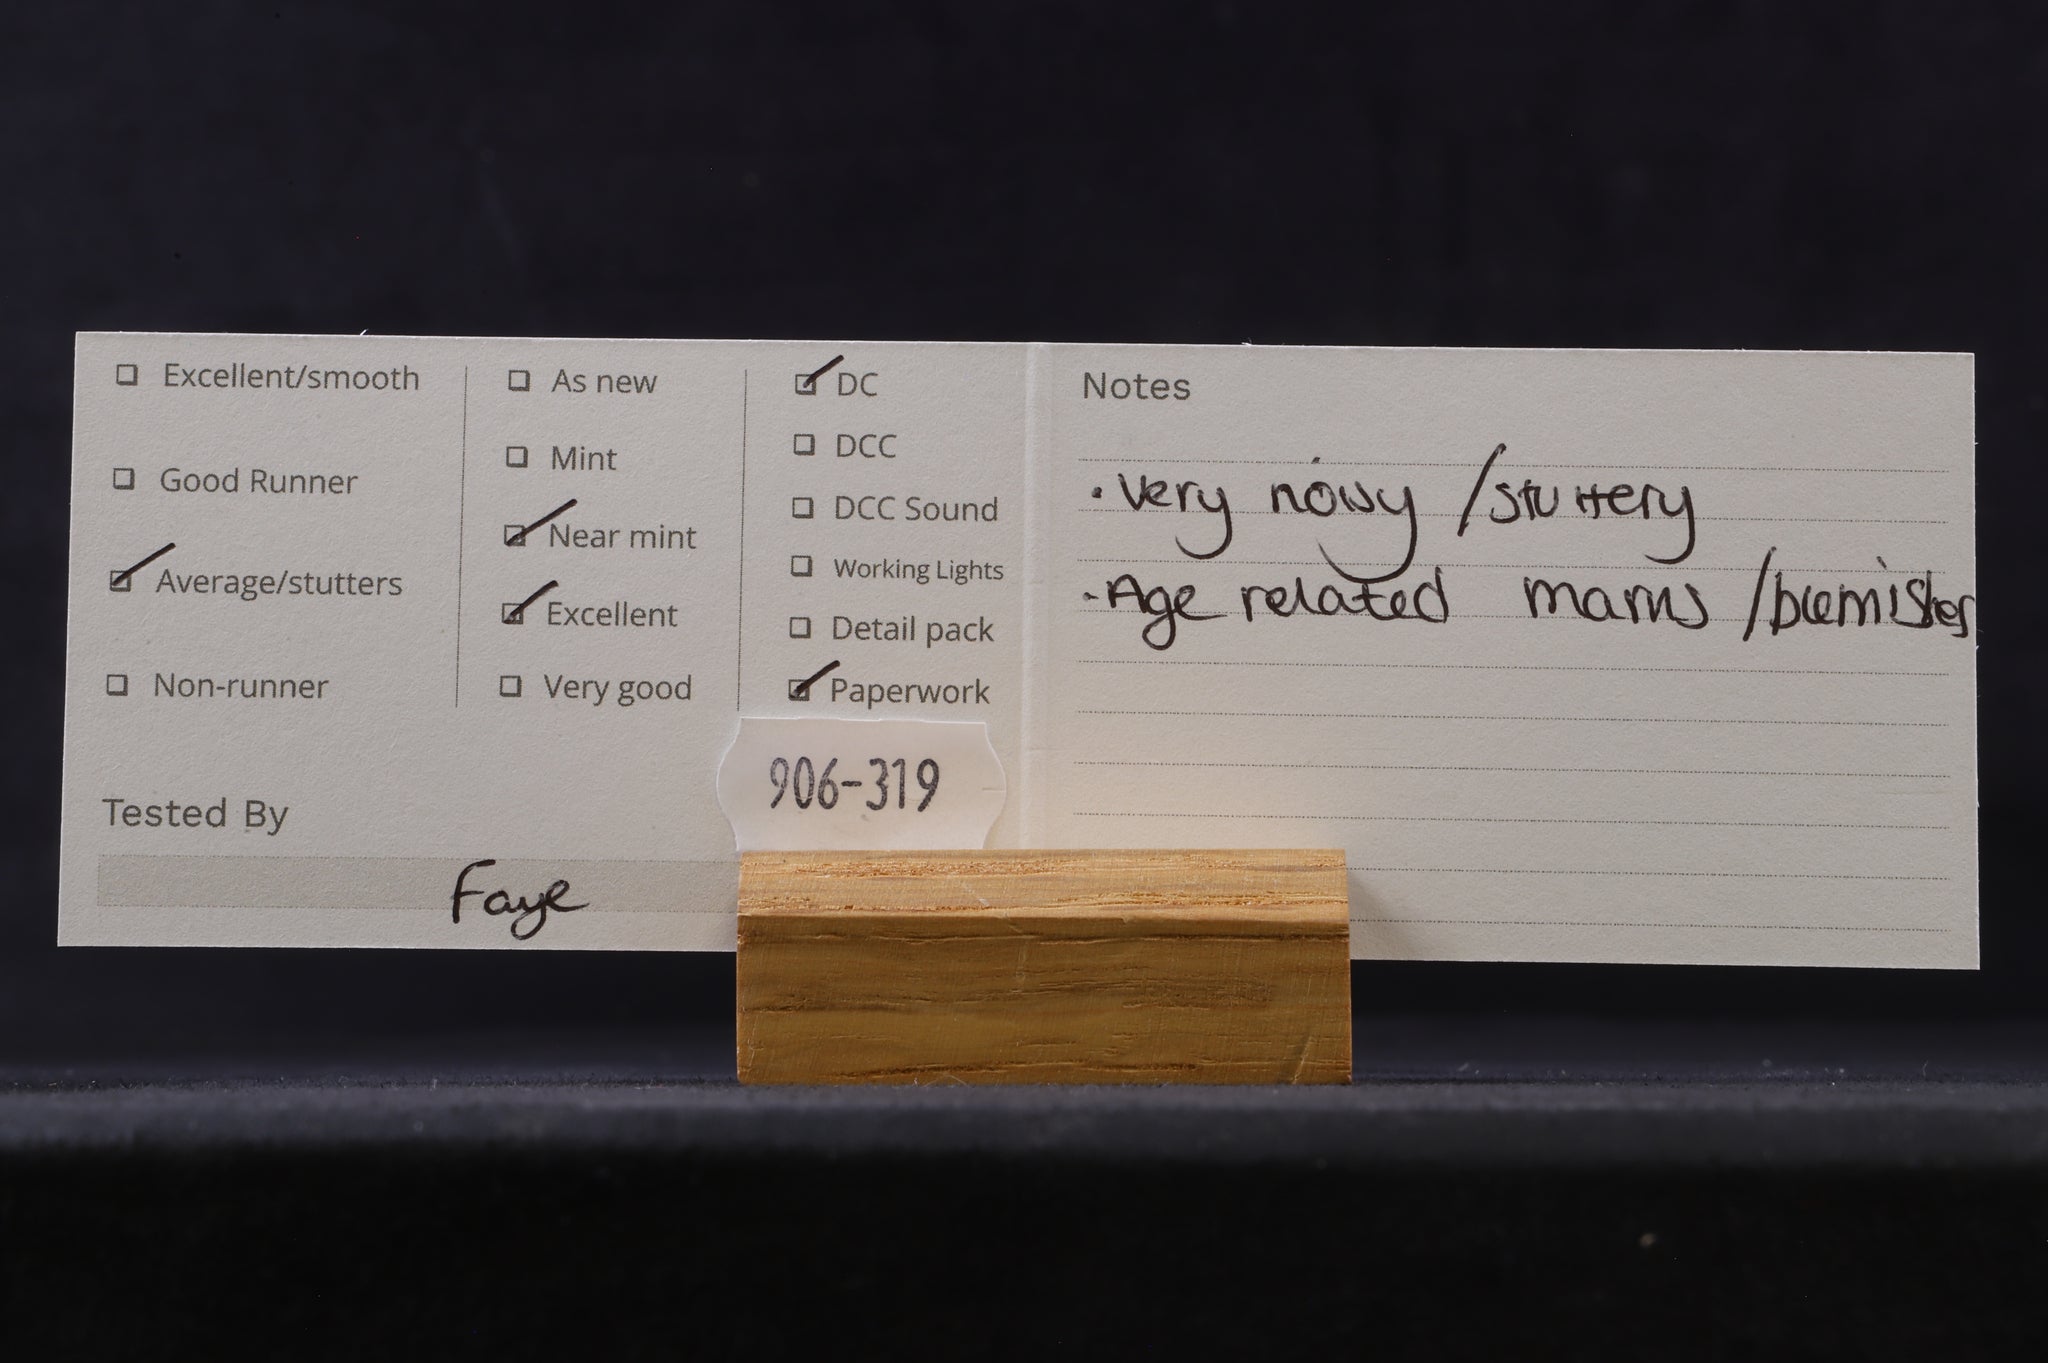 Excellent/smooth
Good Runner
Average/stutters
Non-runner
As new
Mint
Near mint
Excellent
Very good
DC
DCC
DCC Sound
Working Lights
Detail pack
Paperwork
906-319
Tested By
Faye
Notes
• Very noisy /stuttery
• Age related marks /blemishes